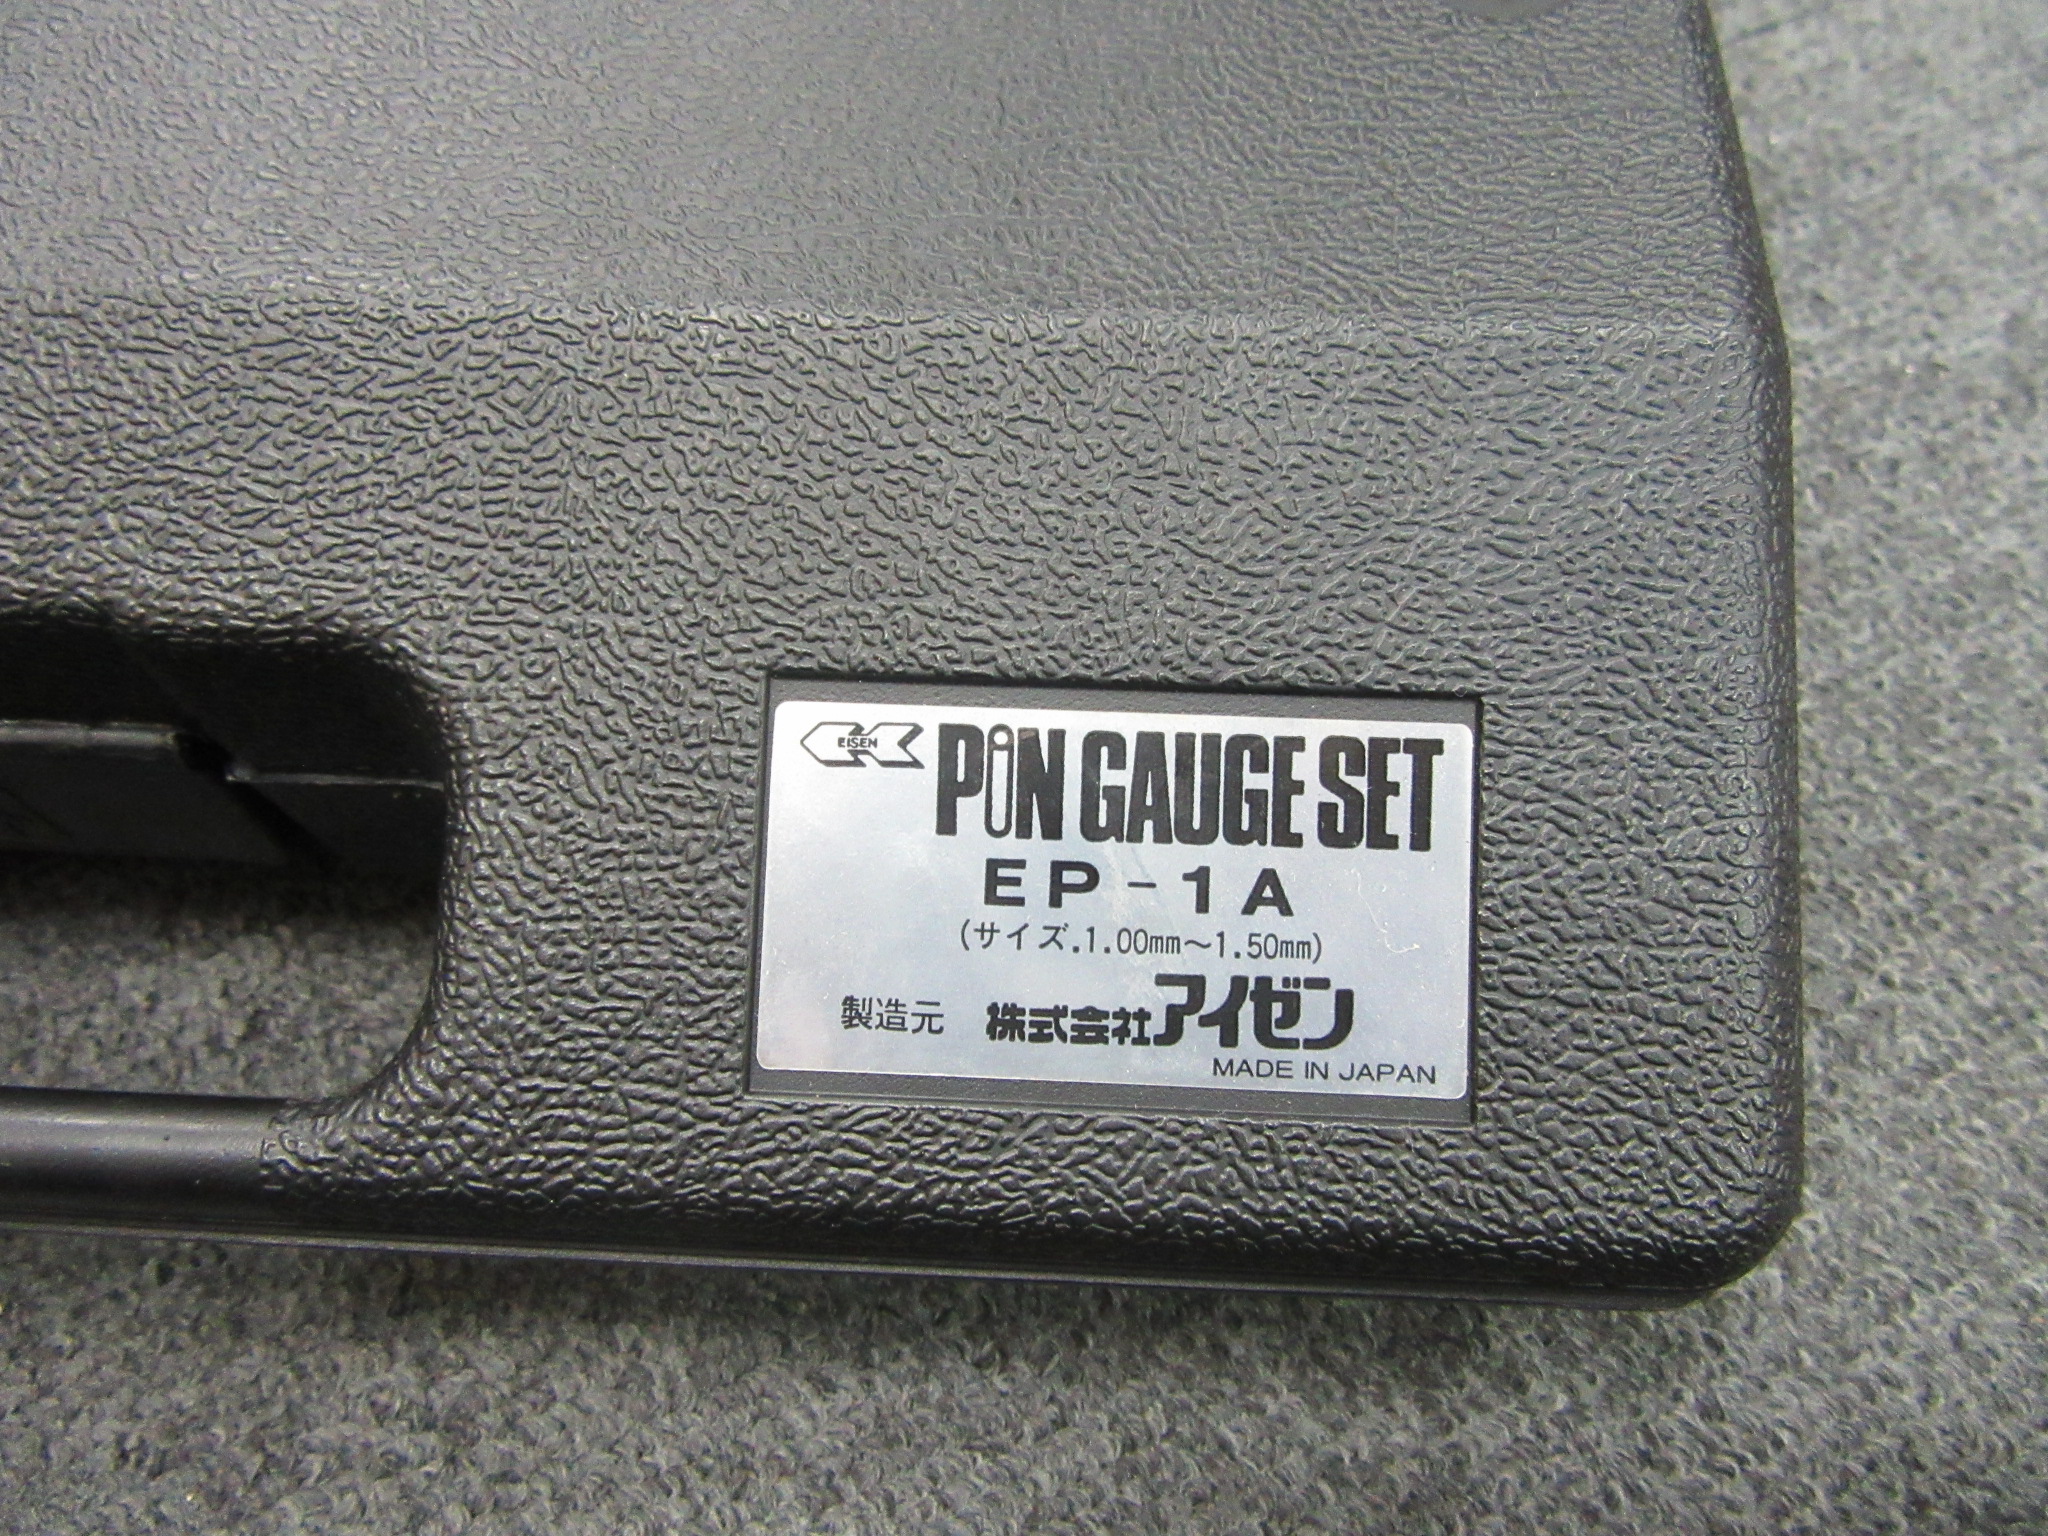 EISEN PiN GAUGE SET
EP-1A
(サイズ.1.00mm～1.50mm)
製造元 株式会社アイゼン
MADE IN JAPAN